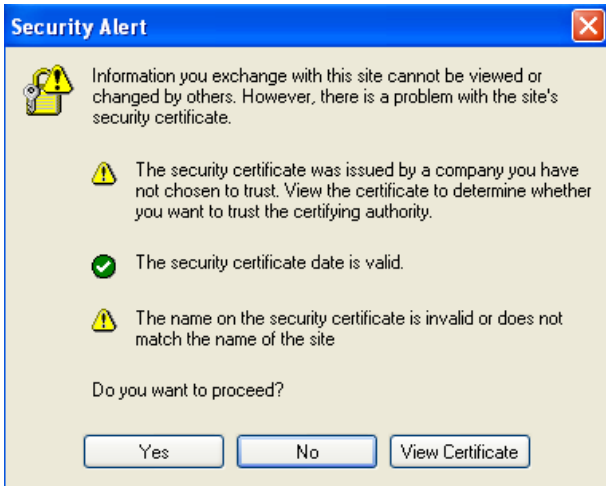 Security Alert
Information you exchange with this site cannot be viewed or
changed by others. However, there is a problem with the site's
security certificate.
The security certificate was issued by a company you have
not chosen to trust. View the certificate to determine whether
you want to trust the certifying authority.
The security certificate date is valid.
The name on the security certificate is invalid or does not
match the name of the site
Do you want to proceed?
Yes
No
View Certificate